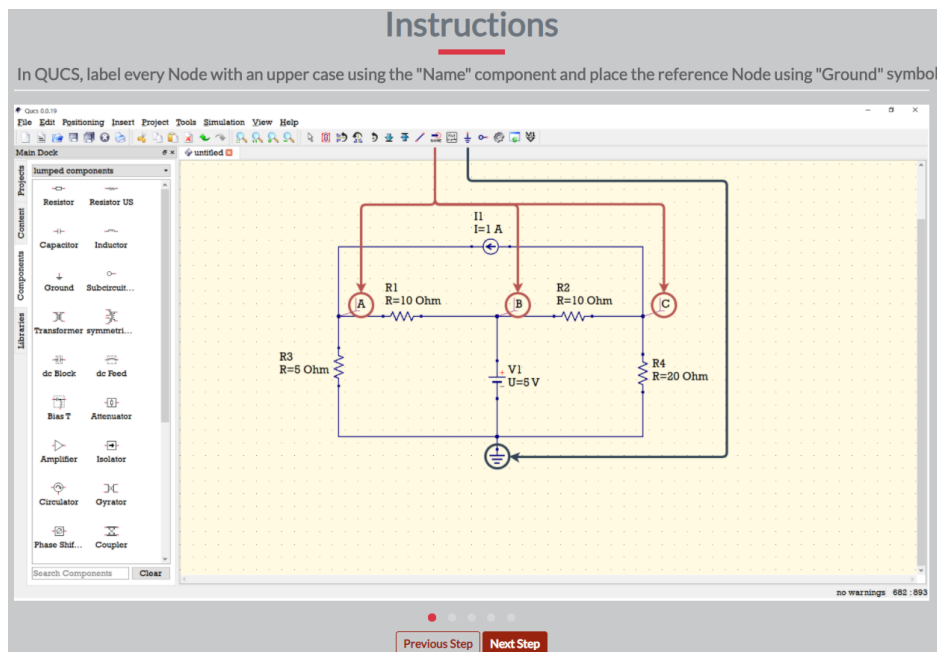 Instructions
In QUCS, label every Node with an upper case using the "Name" component and place the reference Node using "Ground" symbol
Qucs 0.0.19
File Edit Positioning Insert Project Tools Simulation View Help
Main Dock
untitled
Projects
Content
Components
Libraries
lumped components
Resistor Resistor US
Capacitor Inductor
Ground Subcircuit...
Transformer symmetri...
dc Block dc Feed
Bias T Attenuator
Amplifier Isolator
Circulator Gyrator
Phase Shif... Coupler
Search Components Clear
I1
I=1 A
R1
R=10 Ohm
R2
R=10 Ohm
A
B
C
R3
R=5 Ohm
V1
U=5 V
R4
R=20 Ohm
no warnings 682 : 893
Previous Step Next Step